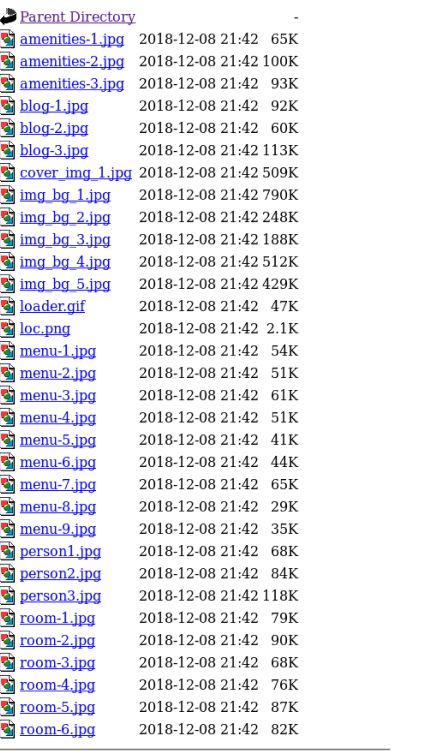 Parent Directory -
amenities-1.jpg 2018-12-08 21:42 65K
amenities-2.jpg 2018-12-08 21:42 100K
amenities-3.jpg 2018-12-08 21:42 93K
blog-1.jpg 2018-12-08 21:42 92K
blog-2.jpg 2018-12-08 21:42 60K
blog-3.jpg 2018-12-08 21:42 113K
cover_img_1.jpg 2018-12-08 21:42 509K
img_bg_1.jpg 2018-12-08 21:42 790K
img_bg_2.jpg 2018-12-08 21:42 248K
img_bg_3.jpg 2018-12-08 21:42 188K
img_bg_4.jpg 2018-12-08 21:42 512K
img_bg_5.jpg 2018-12-08 21:42 429K
loader.gif 2018-12-08 21:42 47K
loc.png 2018-12-08 21:42 2.1K
menu-1.jpg 2018-12-08 21:42 54K
menu-2.jpg 2018-12-08 21:42 51K
menu-3.jpg 2018-12-08 21:42 61K
menu-4.jpg 2018-12-08 21:42 51K
menu-5.jpg 2018-12-08 21:42 41K
menu-6.jpg 2018-12-08 21:42 44K
menu-7.jpg 2018-12-08 21:42 65K
menu-8.jpg 2018-12-08 21:42 29K
menu-9.jpg 2018-12-08 21:42 35K
person1.jpg 2018-12-08 21:42 68K
person2.jpg 2018-12-08 21:42 84K
person3.jpg 2018-12-08 21:42 118K
room-1.jpg 2018-12-08 21:42 79K
room-2.jpg 2018-12-08 21:42 90K
room-3.jpg 2018-12-08 21:42 68K
room-4.jpg 2018-12-08 21:42 76K
room-5.jpg 2018-12-08 21:42 87K
room-6.jpg 2018-12-08 21:42 82K